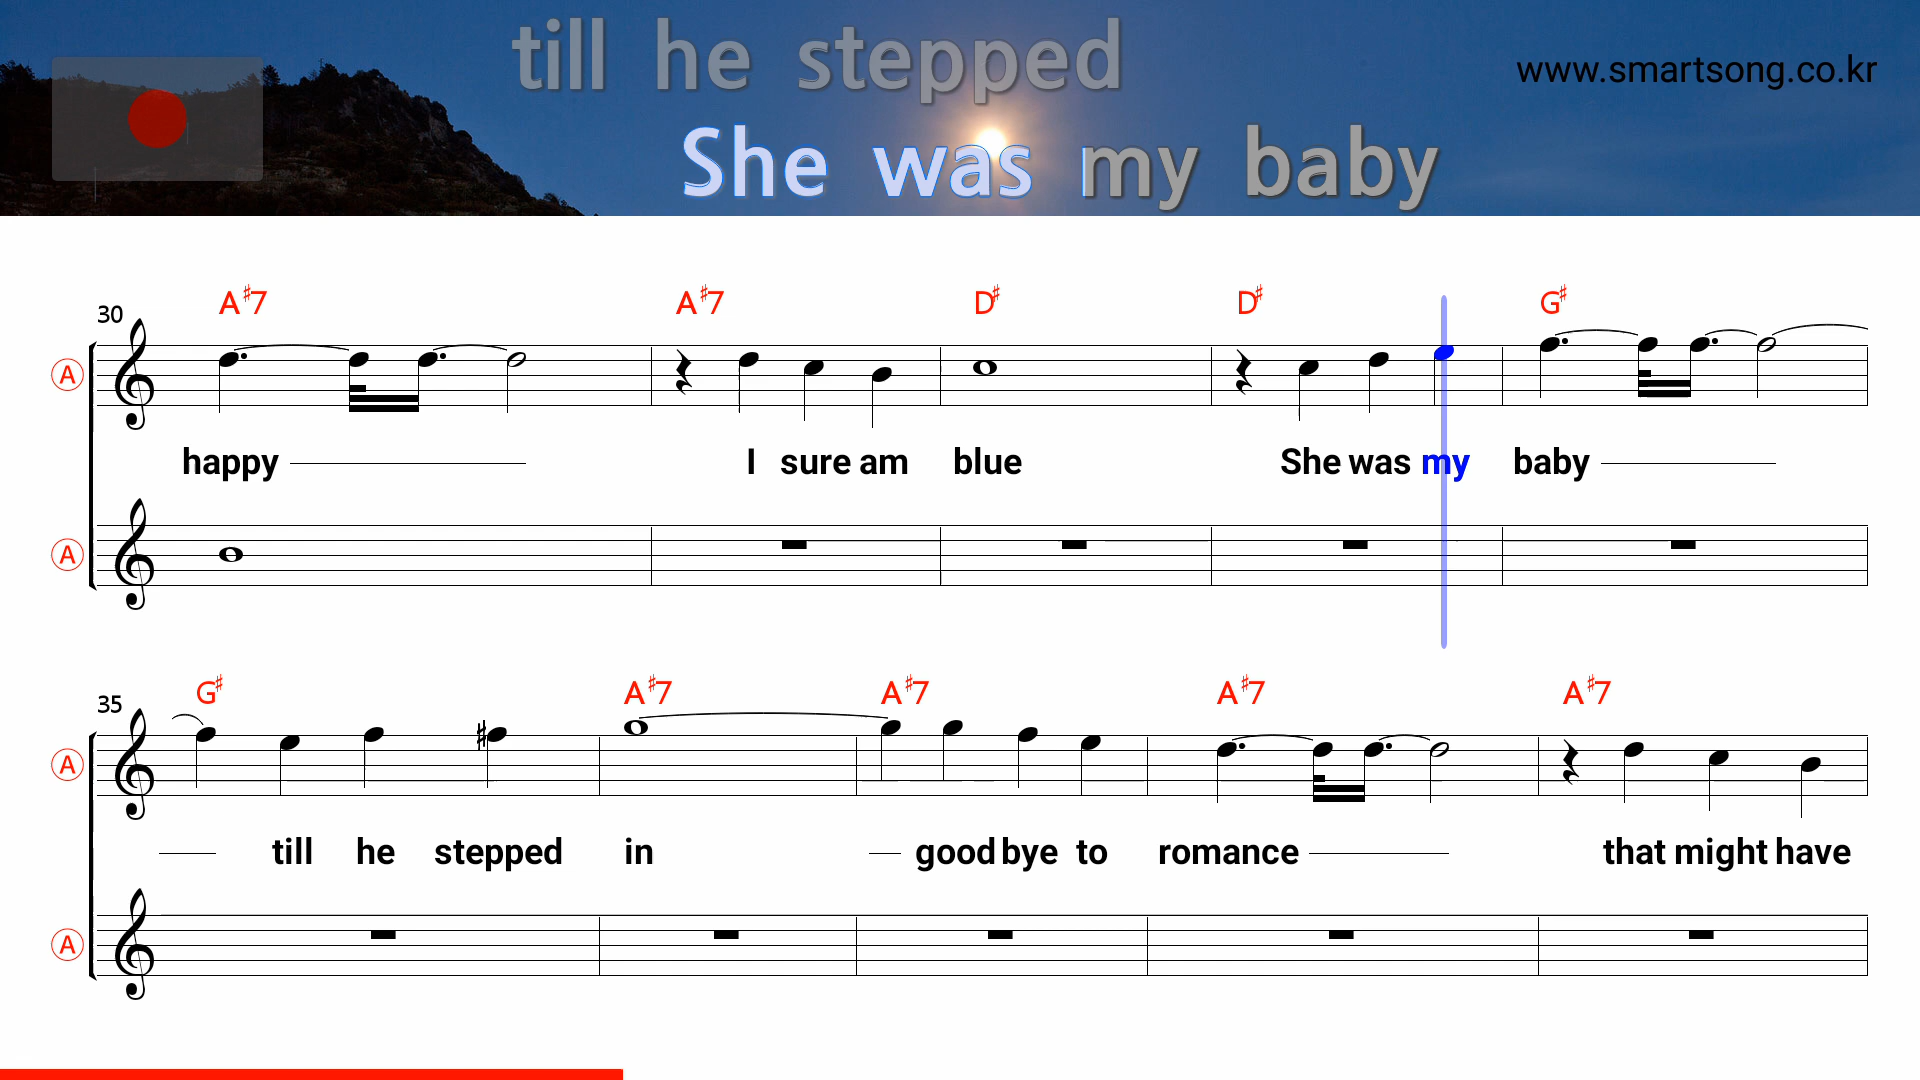 till he stepped
www.smartsong.co.kr
She was my baby
30 A♯7 A♯7 D♯ D♯ G♯
A
happy I sure am blue She was my baby
A
35 G♯ A♯7 A♯7 A♯7 A♯7
A
till he stepped in good bye to romance that might have
A